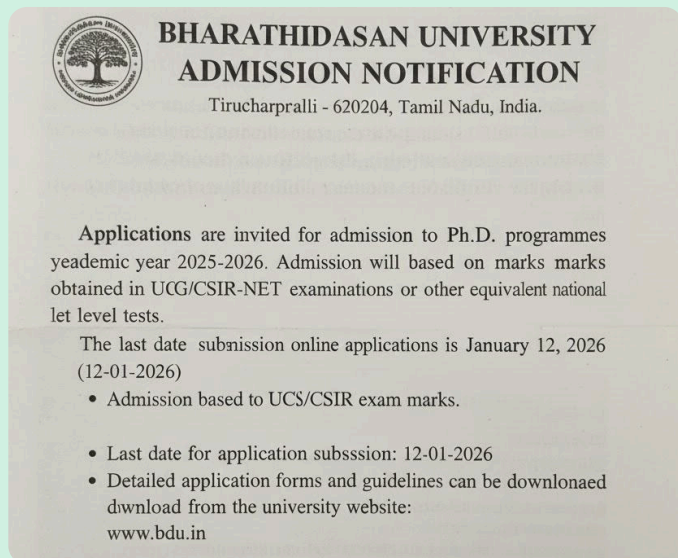 BHARATHIDASAN UNIVERSITY
ADMISSION NOTIFICATION
Tirucharpralli - 620204, Tamil Nadu, India.
Applications are invited for admission to Ph.D. programmes
yeademic year 2025-2026. Admission will based on marks marks
obtained in UCG/CSIR-NET examinations or other equivalent national
let level tests.
The last date submission online applications is January 12, 2026
(12-01-2026)
• Admission based to UCS/CSIR exam marks.
• Last date for application subsssion: 12-01-2026
• Detailed application forms and guidelines can be downlonaed
dwnload from the university website:
www.bdu.in